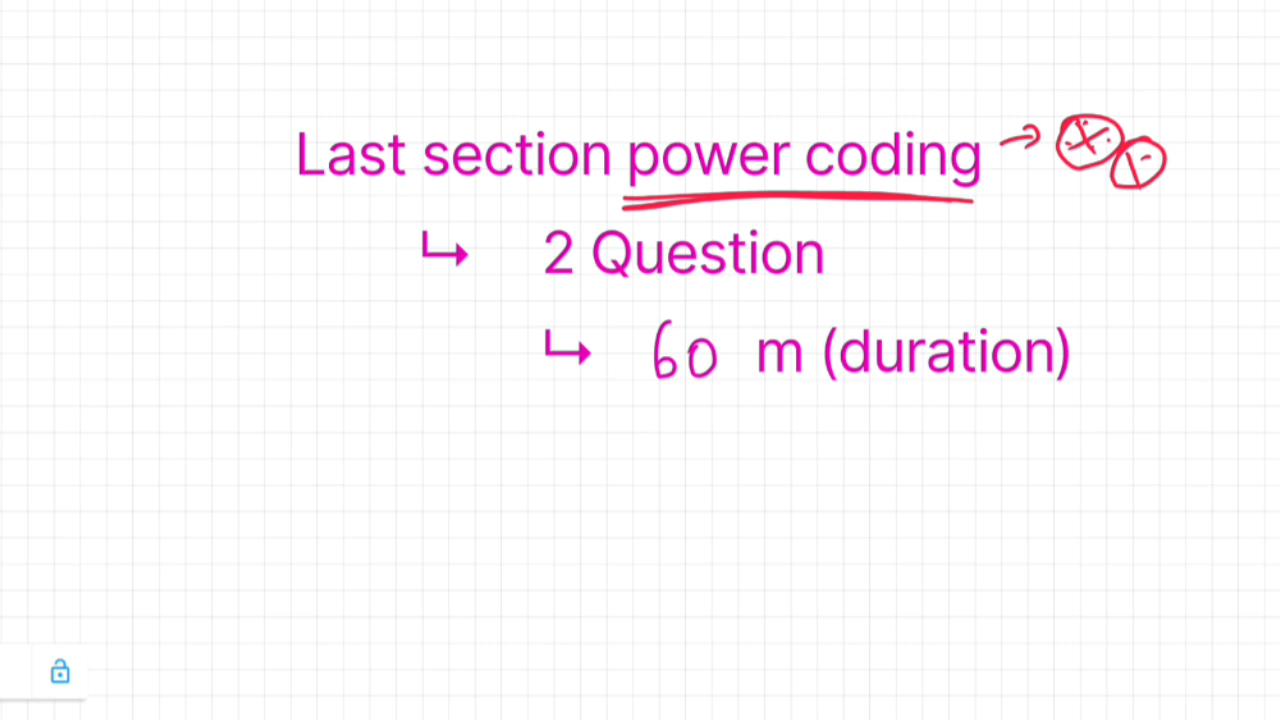 Last section power coding →
↳ 2 Question
↳ 60 m (duration)